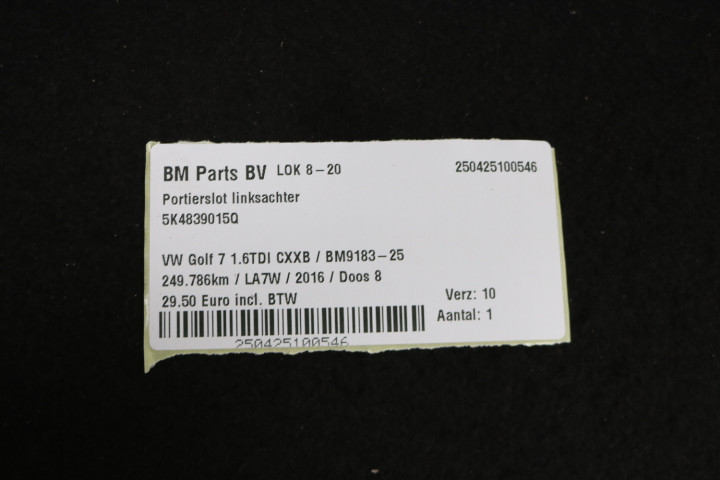 BM Parts BV LOK 8-20 250425100546
Portierslot linksachter
5K4839015Q
VW Golf 7 1.6TDI CXXB / BM9183-25
249.786km / LA7W / 2016 / Doos 8
29.50 Euro incl. BTW Verz: 10
Aantal: 1
250425100546